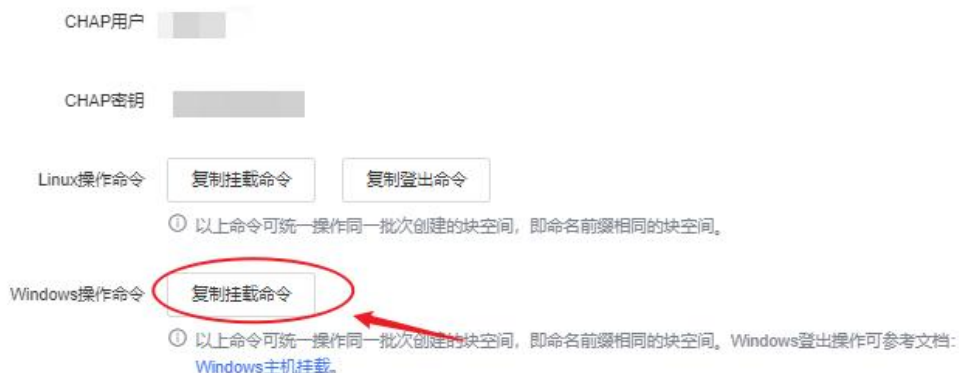 CHAP用户
CHAP密钥
Linux操作命令 复制挂载命令 复制登出命令
以上命令可统一操作同一批次创建的块空间，即命名前缀相同的块空间。
Windows操作命令 复制挂载命令
以上命令可统一操作同一批次创建的块空间，即命名前缀相同的块空间。Windows登出操作可参考文档：
Windows主机挂载。